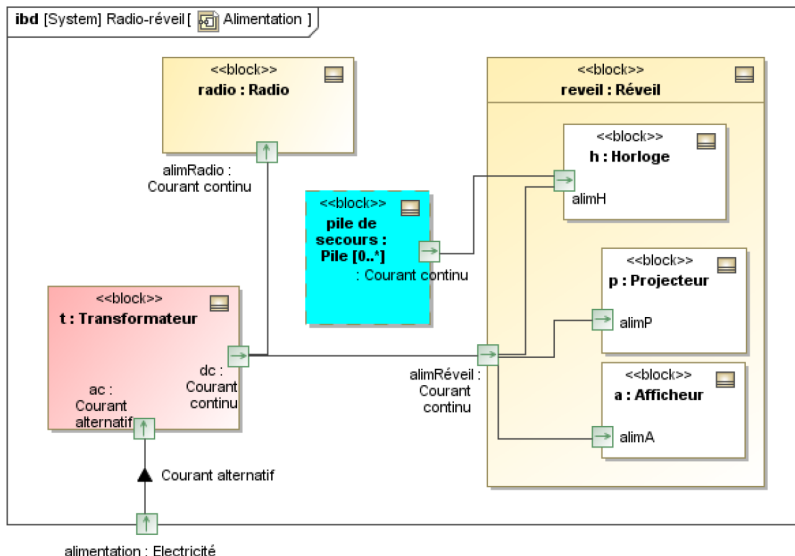 ibd [System] Radio-réveil[ Alimentation ]
<<block>>
radio : Radio
alimRadio :
Courant continu
<<block>>
reveil : Réveil
<<block>>
h : Horloge
alimH
<<block>>
pile de
secours :
Pile [0..*]
: Courant continu
<<block>>
p : Projecteur
alimP
<<block>>
t : Transformateur
dc :
Courant
continu
ac :
Courant
alternatif
alimRéveil :
Courant
continu
<<block>>
a : Afficheur
alimA
Courant alternatif
alimentation : Electricité